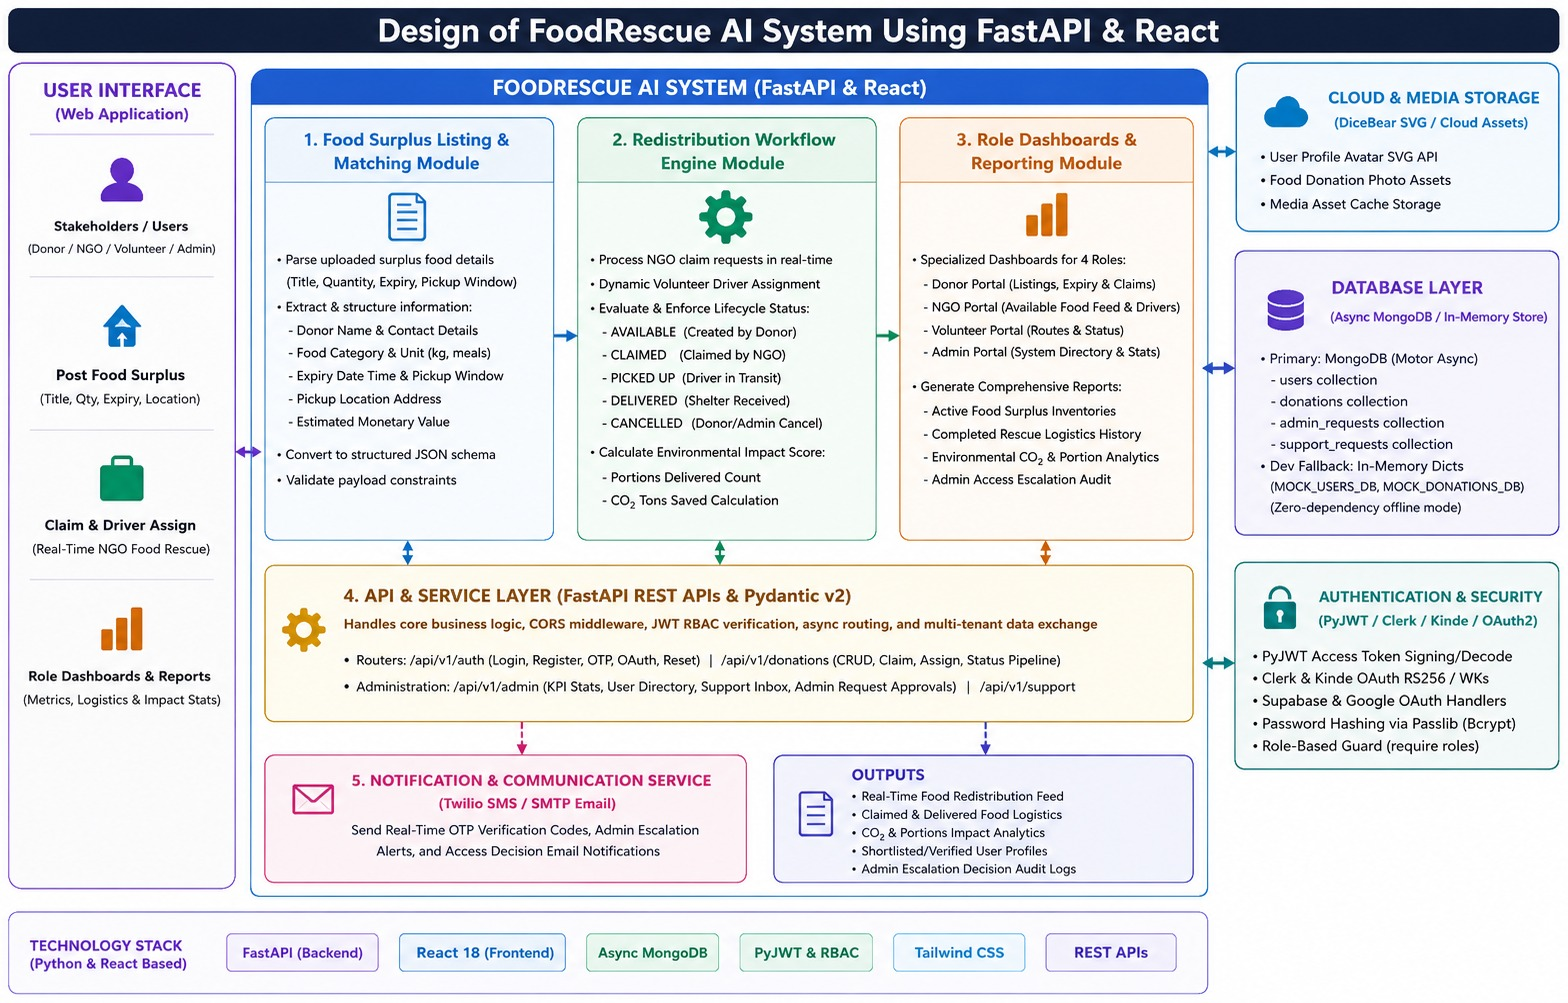 Design of FoodRescue AI System Using FastAPI & React
USER INTERFACE
(Web Application)
Stakeholders / Users
(Donor / NGO / Volunteer / Admin)
Post Food Surplus
(Title, Qty, Expiry, Location)
Claim & Driver Assign
(Real-Time NGO Food Rescue)
Role Dashboards & Reports
(Metrics, Logistics & Impact Stats)
FOODRESCUE AI SYSTEM (FastAPI & React)
1. Food Surplus Listing &
Matching Module
• Parse uploaded surplus food details
(Title, Quantity, Expiry, Pickup Window)
• Extract & structure information:
- Donor Name & Contact Details
- Food Category & Unit (kg, meals)
- Expiry Date Time & Pickup Window
- Pickup Location Address
- Estimated Monetary Value
• Convert to structured JSON schema
• Validate payload constraints
2. Redistribution Workflow
Engine Module
• Process NGO claim requests in real-time
• Dynamic Volunteer Driver Assignment
• Evaluate & Enforce Lifecycle Status:
- AVAILABLE (Created by Donor)
- CLAIMED (Claimed by NGO)
- PICKED UP (Driver in Transit)
- DELIVERED (Shelter Received)
- CANCELLED (Donor/Admin Cancel)
• Calculate Environmental Impact Score:
- Portions Delivered Count
- CO2 Tons Saved Calculation
3. Role Dashboards &
Reporting Module
• Specialized Dashboards for 4 Roles:
- Donor Portal (Listings, Expiry & Claims)
- NGO Portal (Available Food Feed & Drivers)
- Volunteer Portal (Routes & Status)
- Admin Portal (System Directory & Stats)
• Generate Comprehensive Reports:
- Active Food Surplus Inventories
- Completed Rescue Logistics History
- Environmental CO2 & Portion Analytics
- Admin Access Escalation Audit
4. API & SERVICE LAYER (FastAPI REST APIs & Pydantic v2)
Handles core business logic, CORS middleware, JWT RBAC verification, async routing, and multi-tenant data exchange
• Routers: /api/v1/auth (Login, Register, OTP, OAuth, Reset) | /api/v1/donations (CRUD, Claim, Assign, Status Pipeline)
• Administration: /api/v1/admin (KPI Stats, User Directory, Support Inbox, Admin Request Approvals) | /api/v1/support
5. NOTIFICATION & COMMUNICATION SERVICE
(Twilio SMS / SMTP Email)
Send Real-Time OTP Verification Codes, Admin Escalation
Alerts, and Access Decision Email Notifications
OUTPUTS
• Real-Time Food Redistribution Feed
• Claimed & Delivered Food Logistics
• CO2 & Portions Impact Analytics
• Shortlisted/Verified User Profiles
• Admin Escalation Decision Audit Logs
CLOUD & MEDIA STORAGE
(DiceBear SVG / Cloud Assets)
• User Profile Avatar SVG API
• Food Donation Photo Assets
• Media Asset Cache Storage
DATABASE LAYER
(Async MongoDB / In-Memory Store)
• Primary: MongoDB (Motor Async)
- users collection
- donations collection
- admin_requests collection
- support_requests collection
• Dev Fallback: In-Memory Dicts
(MOCK_USERS_DB, MOCK_DONATIONS_DB)
(Zero-dependency offline mode)
AUTHENTICATION & SECURITY
(PyJWT / Clerk / Kinde / OAuth2)
• PyJWT Access Token Signing/Decode
• Clerk & Kinde OAuth RS256 / WKs
• Supabase & Google OAuth Handlers
• Password Hashing via Passlib (Bcrypt)
• Role-Based Guard (require roles)
TECHNOLOGY STACK
(Python & React Based)
FastAPI (Backend)
React 18 (Frontend)
Async MongoDB
PyJWT & RBAC
Tailwind CSS
REST APIs